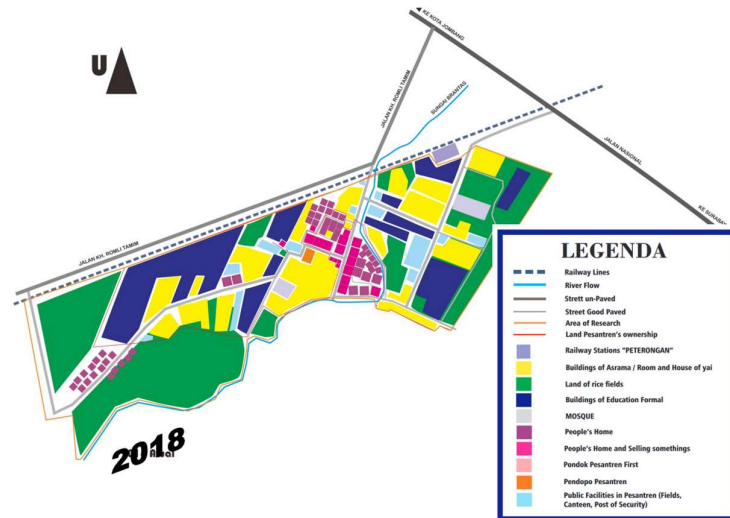 KE KOTA JOMBANG
U
JALAN KH. ROMLI TAMIM
SUNGAI BRANTAS
JALAN NASIONAL
KE SURABA
JALAN KH. ROMLI TAMIM
2018
LEGENDA
Railway Lines
River Flow
Strett un-Paved
Street Good Paved
Area of Research
Land Pesantren's ownership
Railway Stations "PETERONGAN"
Buildings of Asrama / Room and House of yai
Land of rice fields
Buildings of Education Formal
MOSQUE
People's Home
People's Home and Selling somethings
Pondok Pesantren First
Pendopo Pesantren
Public Facilities in Pesantren (Fields,
Canteen, Post of Security)